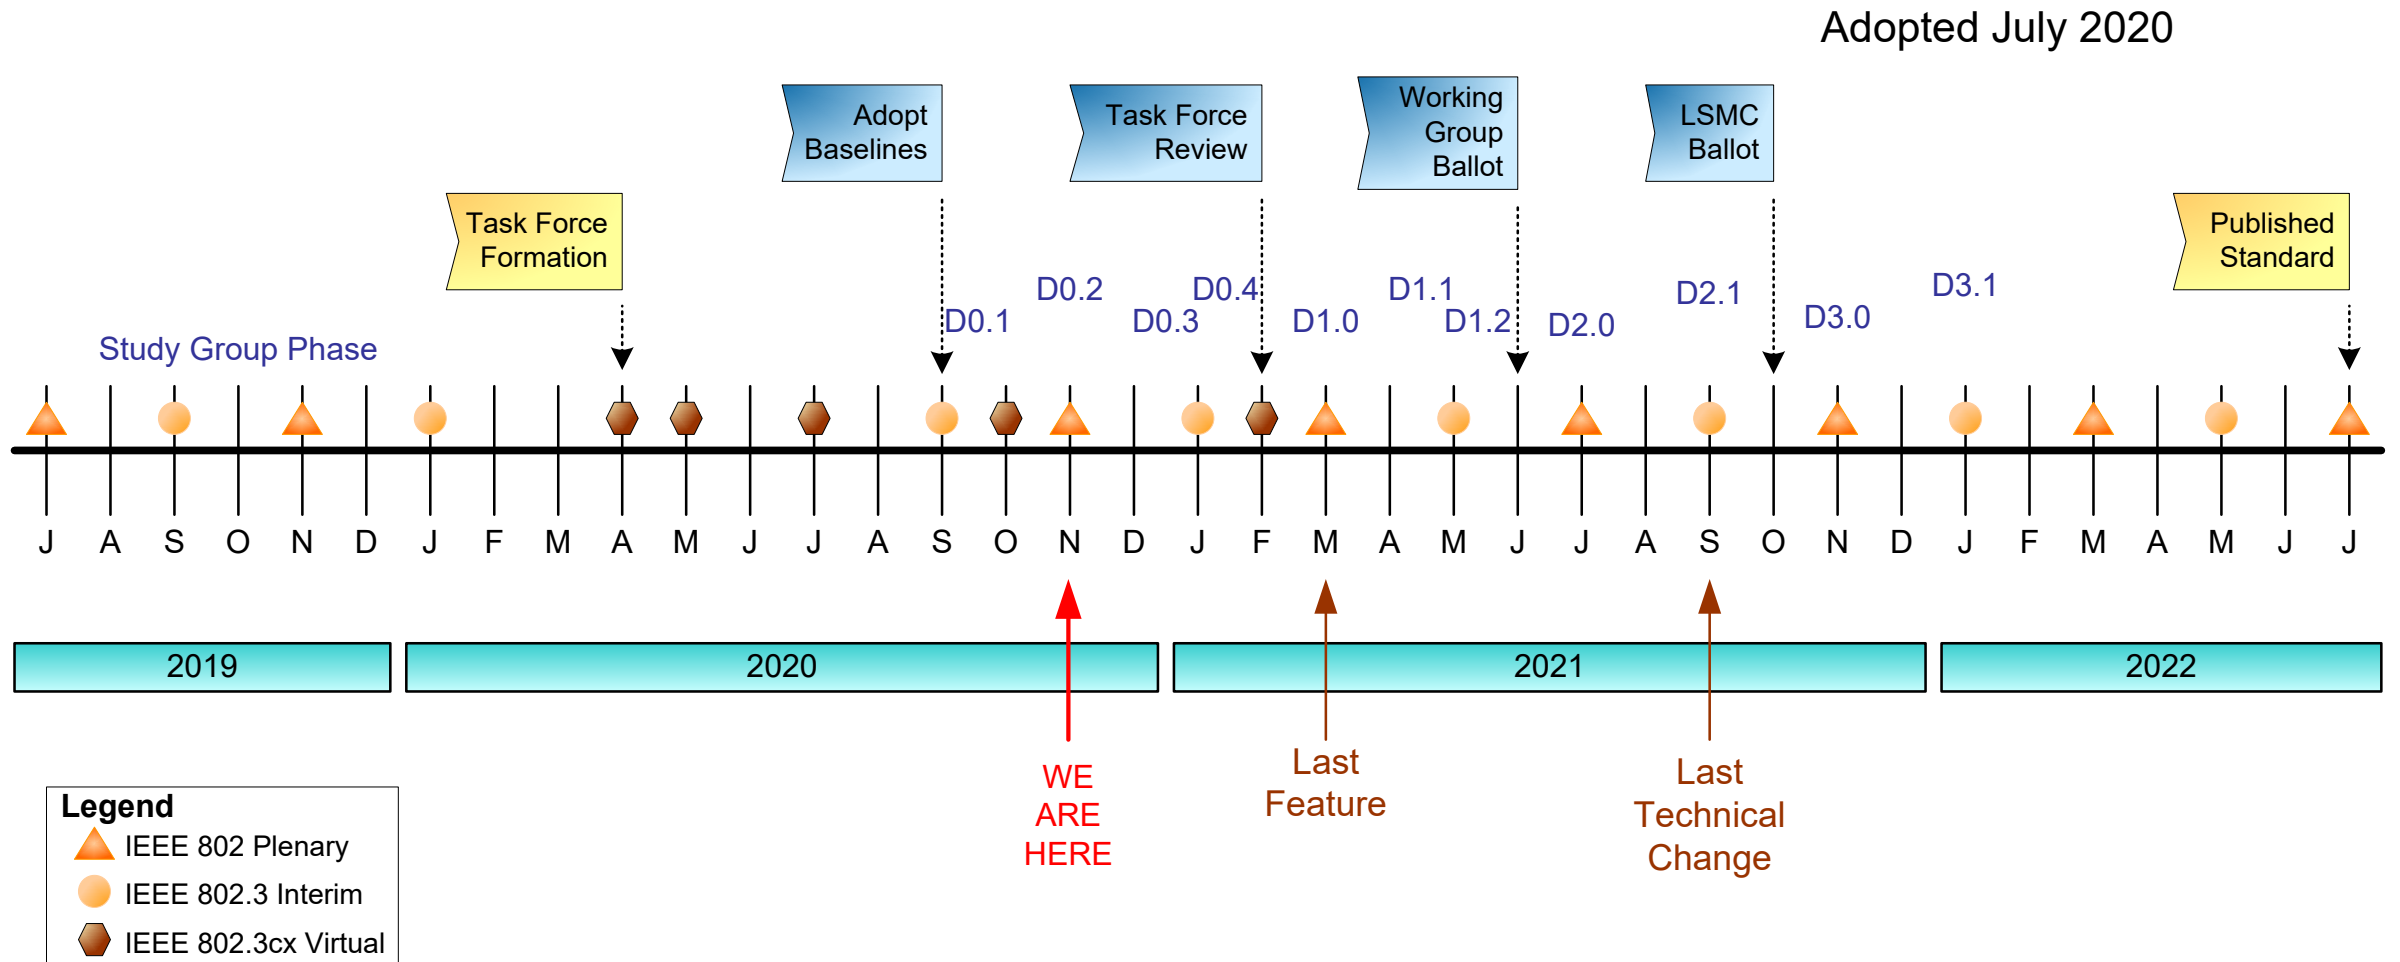 Adopted July 2020
Adopt
Baselines
Task Force
Review
Working
Group
Ballot
LSMC
Ballot
Task Force
Formation
Published
Standard
Study Group Phase
D0.1
D0.2
D0.3
D0.4
D1.0
D1.1
D1.2
D2.0
D2.1
D3.0
D3.1
J A S O N D J F M A M J J A S O N D J F M A M J J A S O N D J F M A M J J
2019 2020 2021 2022
WE
ARE
HERE
Last
Feature
Last
Technical
Change
Legend
IEEE 802 Plenary
IEEE 802.3 Interim
IEEE 802.3cx Virtual